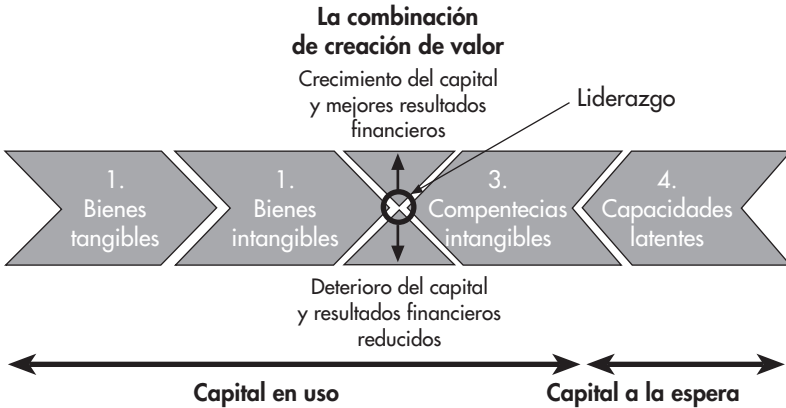 La combinación
de creación de valor
Crecimiento del capital
y mejores resultados
financieros
Liderazgo
1.
Bienes
tangibles
1.
Bienes
intangibles
3.
Compentecias
intangibles
4.
Capacidades
latentes
Deterioro del capital
y resultados financieros
reducidos
Capital en uso
Capital a la espera